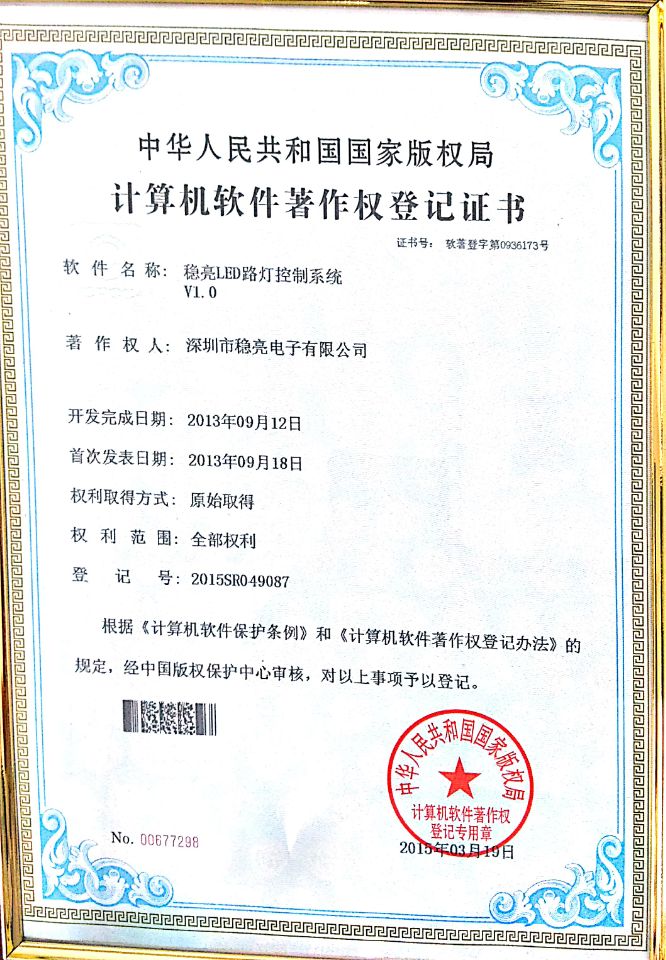 中华人民共和国国家版权局
计算机软件著作权登记证书
证书号： 软著登字第0936173号
软件名称： 稳亮LED路灯控制系统
V1.0
著作权人： 深圳市稳亮电子有限公司
开发完成日期： 2013年09月12日
首次发表日期： 2013年09月18日
权利取得方式： 原始取得
权利范围： 全部权利
登记号： 2015SR049087
根据《计算机软件保护条例》和《计算机软件著作权登记办法》的
规定，经中国版权保护中心审核，对以上事项予以登记。
中华人民共和国国家版权局
计算机软件著作权
登记专用章
No. 00677298
2015年03月19日